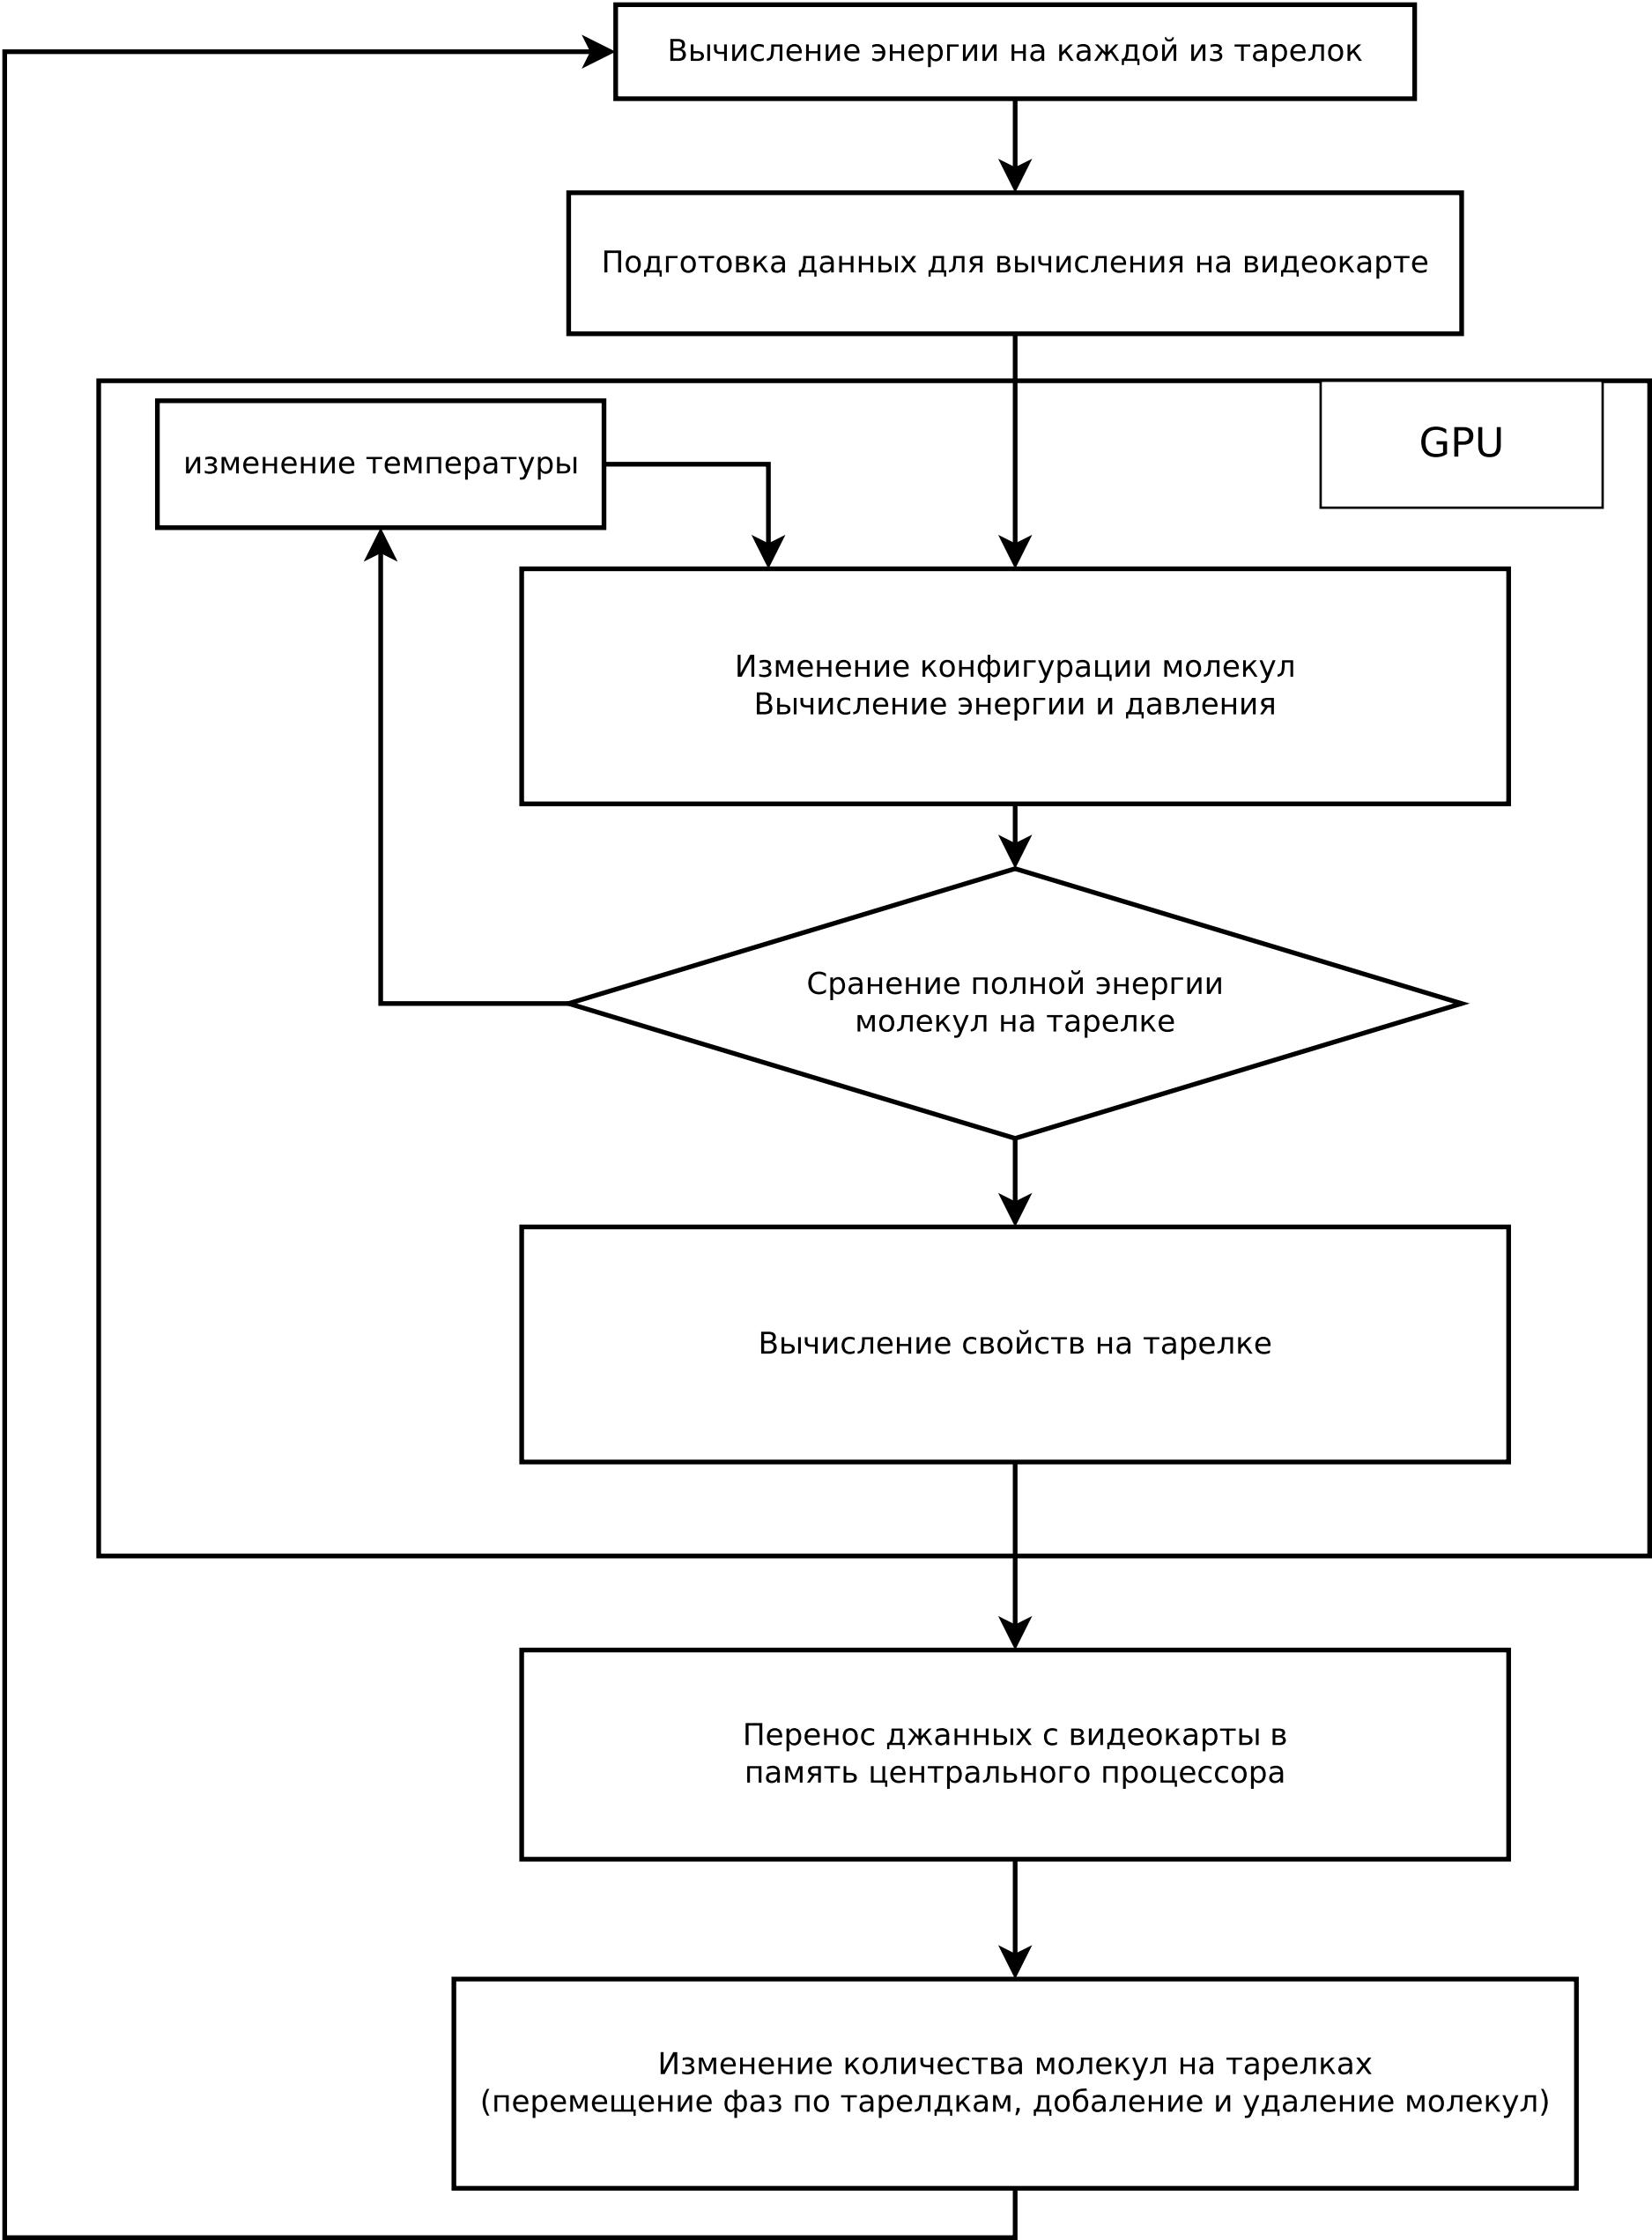 Вычисление энергии на каждой из тарелок
Подготовка данных для вычисления на видеокарте
GPU
изменение температуры
Изменение конфигурации молекул
Вычисление энергии и давления
Сранение полной энергии
молекул на тарелке
Вычисление свойств на тарелке
Перенос джанных с видеокарты в
память центрального процессора
Изменение количества молекул на тарелках
(перемещение фаз по тарелдкам, добаление и удаление молекул)